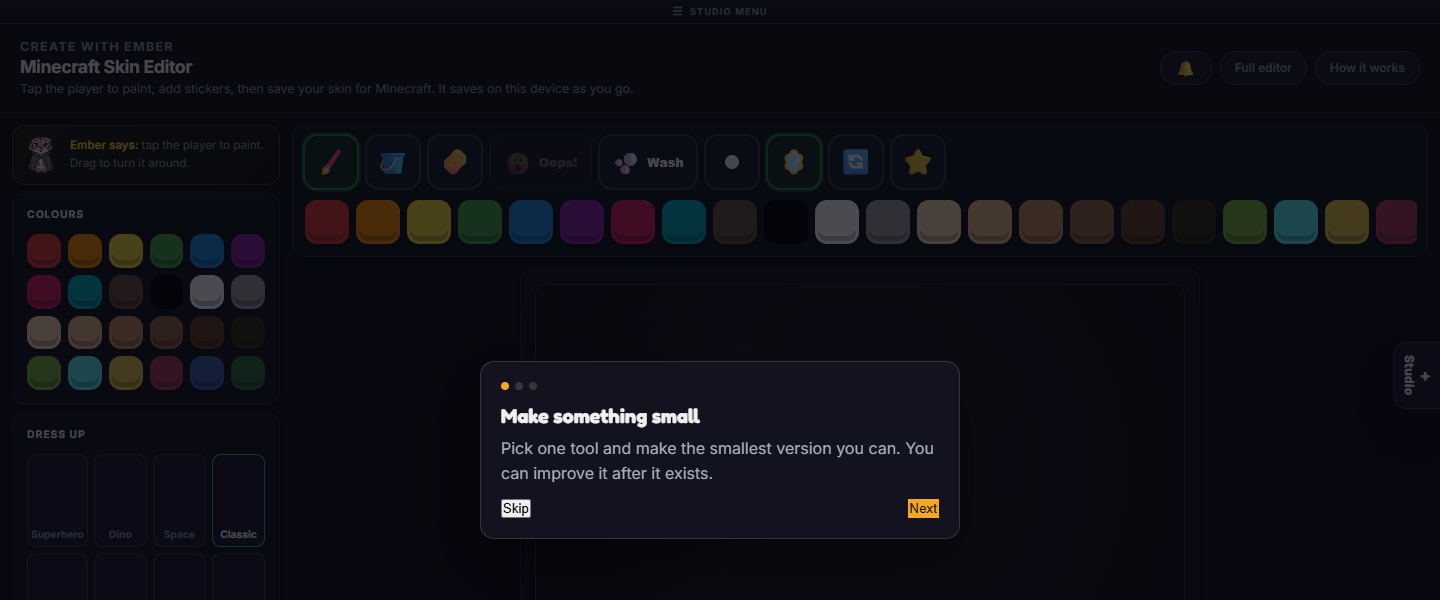 ☰ STUDIO MENU
CREATE WITH EMBER
Minecraft Skin Editor
Tap the player to paint, add stickers, then save your skin for Minecraft. It saves on this device as you go.
Full editor
How it works
Ember says: tap the player to paint.
Drag to turn it around.
Oops!
Wash
COLOURS
DRESS UP
Superhero
Dino
Space
Classic
Make something small
Pick one tool and make the smallest version you can. You
can improve it after it exists.
Skip
Next
+ Studio